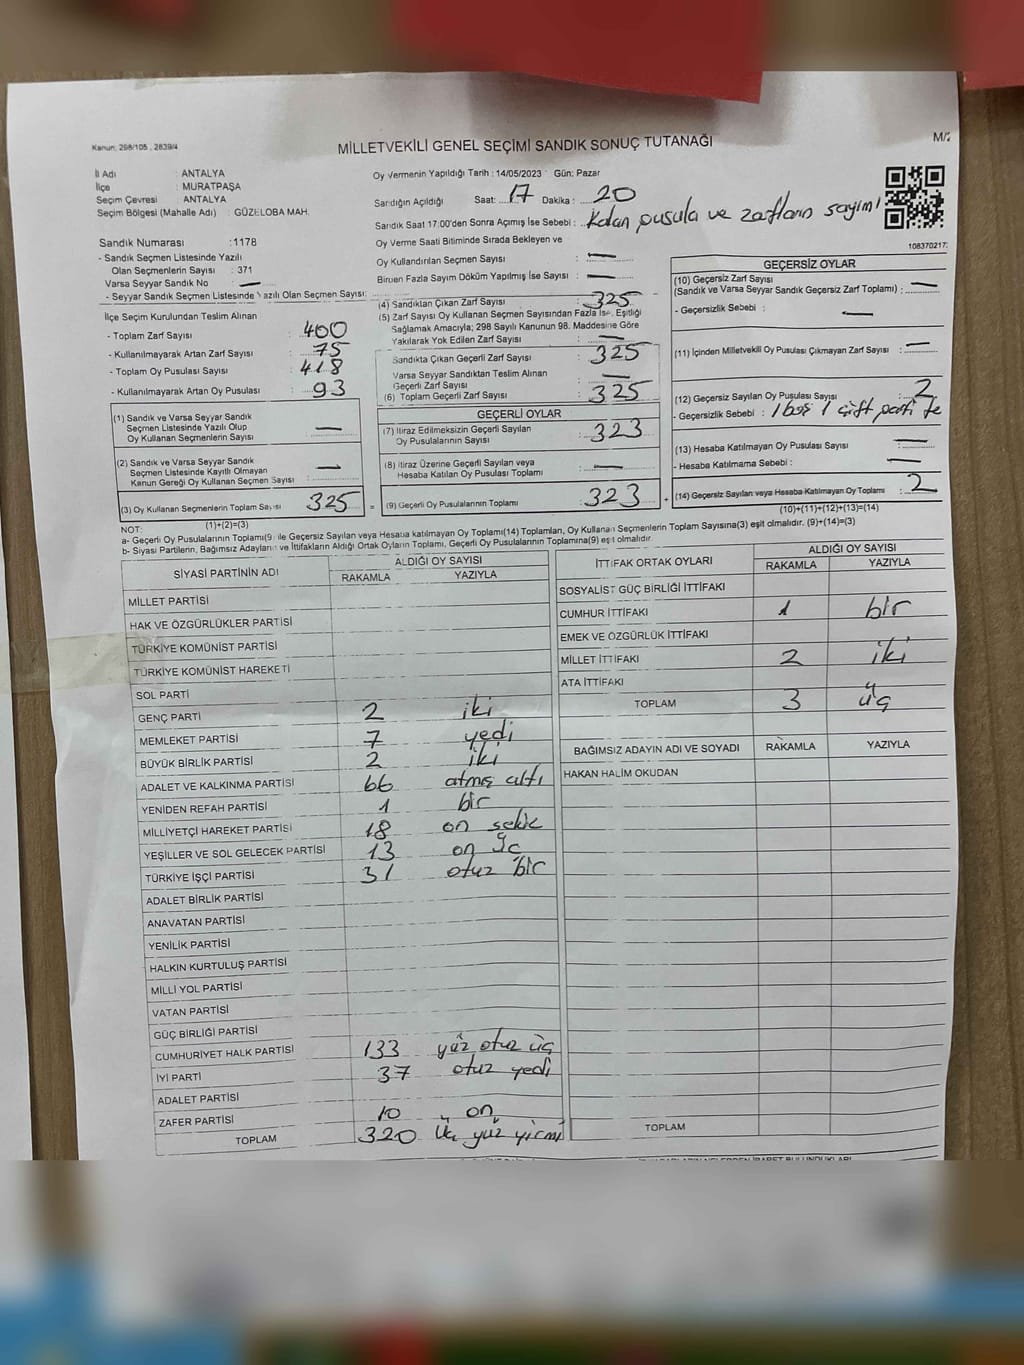 Kanun: 298/105 , 2839/4
MİLLETVEKİLİ GENEL SEÇİMİ SANDIK SONUÇ TUTANAĞI
M/2
İl Adı : ANTALYA
İlçe : MURATPAŞA
Seçim Çevresi : ANTALYA
Seçim Bölgesi (Mahalle Adı) : GÜZELOBA MAH.
Sandık Numarası :1178
- Sandık Seçmen Listesinde Yazılı
Olan Seçmenlerin Sayısı : 371
Varsa Seyyar Sandık No : —
- Seyyar Sandık Seçmen Listesinde Yazılı Olan Seçmen Sayısı:
İlçe Seçim Kurulundan Teslim Alınan
- Toplam Zarf Sayısı : 400
- Kullanılmayarak Artan Zarf Sayısı : 75
- Toplam Oy Pusulası Sayısı : 418
- Kullanılmayarak Artan Oy Pusulası : 93
(1) Sandık ve Varsa Seyyar Sandık
Seçmen Listesinde Yazılı Olup
Oy Kullanan Seçmenlerin Sayısı : —
(2) Sandık ve Varsa Seyyar Sandık
Seçmen Listesinde Kayıtlı Olmayan
Kanun Gereği Oy Kullanan Seçmen Sayısı : —
(3) Oy Kullanan Seçmenlerin Toplam Sayısı : 325 =
(1)+(2)=(3)
Oy Vermenin Yapıldığı Tarih : 14/05/2023 Gün: Pazar
Sandığın Açıldığı Saat: 17 Dakika : 20
Sandık Saat 17:00'den Sonra Açılmış İse Sebebi : Kalan pusula ve zarfların sayımı
Oy Verme Saati Bitiminde Sırada Bekleyen ve
Oy Kullandırılan Seçmen Sayısı : —
Birden Fazla Sayım Döküm Yapılmış İse Sayısı : —
(4) Sandıktan Çıkan Zarf Sayısı : 325
(5) Zarf Sayısı Oy Kullanan Seçmen Sayısından Fazla İse, Eşitliği
Sağlamak Amacıyla; 298 Sayılı Kanunun 98. Maddesine Göre
Yakılarak Yok Edilen Zarf Sayısı : —
Sandıkta Çıkan Geçerli Zarf Sayısı : 325
Varsa Seyyar Sandıktan Teslim Alınan
Geçerli Zarf Sayısı : —
(6) Toplam Geçerli Zarf Sayısı : 325
GEÇERLİ OYLAR
(7) İtiraz Edilmeksizin Geçerli Sayılan
Oy Pusulalarının Sayısı : 323
(8) İtiraz Üzerine Geçerli Sayılan veya
Hesaba Katılan Oy Pusulası Toplamı : —
(9) Geçerli Oy Pusulalarının Toplamı : 323 +
108370217
GEÇERSİZ OYLAR
(10) Geçersiz Zarf Sayısı
(Sandık ve Varsa Seyyar Sandık Geçersiz Zarf Toplamı) : —
- Geçersizlik Sebebi : —
(11) İçinden Milletvekili Oy Pusulası Çıkmayan Zarf Sayısı : —
(12) Geçersiz Sayılan Oy Pusulası Sayısı : 2
- Geçersizlik Sebebi : 1 boş 1 çift parti
(13) Hesaba Katılmayan Oy Pusulası Sayısı : —
- Hesaba Katılmama Sebebi : —
(14) Geçersiz Sayılan veya Hesaba Katılmayan Oy Toplamı : 2
(10)+(11)+(12)+(13)=(14)
NOT:
a- Geçerli Oy Pusulalarının Toplamı(9) ile Geçersiz Sayılan veya Hesaba katılmayan Oy Toplamı(14) Toplamları, Oy Kullanan Seçmenlerin Toplam Sayısına(3) eşit olmalıdır. (9)+(14)=(3)
b- Siyasi Partilerin, Bağımsız Adayların ve İttifakların Aldığı Ortak Oyların Toplamı, Geçerli Oy Pusulalarının Toplamına(9) eşit olmalıdır.
SİYASİ PARTİNİN ADI ALDIĞI OY SAYISI
RAKAMLA YAZIYLA
MİLLET PARTİSİ
HAK VE ÖZGÜRLÜKLER PARTİSİ
TÜRKİYE KOMÜNİST PARTİSİ
TÜRKİYE KOMÜNİST HAREKETİ
SOL PARTİ
GENÇ PARTİ 2 iki
MEMLEKET PARTİSİ 7 yedi
BÜYÜK BİRLİK PARTİSİ 2 iki
ADALET VE KALKINMA PARTİSİ 66 atmış altı
YENİDEN REFAH PARTİSİ 1 bir
MİLLİYETÇİ HAREKET PARTİSİ 18 on sekiz
YEŞİLLER VE SOL GELECEK PARTİSİ 13 on üç
TÜRKİYE İŞÇİ PARTİSİ 31 otuz bir
ADALET BİRLİK PARTİSİ
ANAVATAN PARTİSİ
YENİLİK PARTİSİ
HALKIN KURTULUŞ PARTİSİ
MİLLİ YOL PARTİSİ
VATAN PARTİSİ
GÜÇ BİRLİĞİ PARTİSİ
CUMHURİYET HALK PARTİSİ 133 yüz otuz üç
İYİ PARTİ 37 otuz yedi
ADALET PARTİSİ
ZAFER PARTİSİ 10 on
TOPLAM 320 üç yüz yirmi
İTTİFAK ORTAK OYLARI ALDIĞI OY SAYISI
RAKAMLA YAZIYLA
SOSYALİST GÜÇ BİRLİĞİ İTTİFAKI
CUMHUR İTTİFAKI 1 bir
EMEK VE ÖZGÜRLÜK İTTİFAKI
MİLLET İTTİFAKI 2 iki
ATA İTTİFAKI
TOPLAM 3 üç
BAĞIMSIZ ADAYIN ADI VE SOYADI RAKAMLA YAZIYLA
HAKAN HALİM OKUDAN
TOPLAM